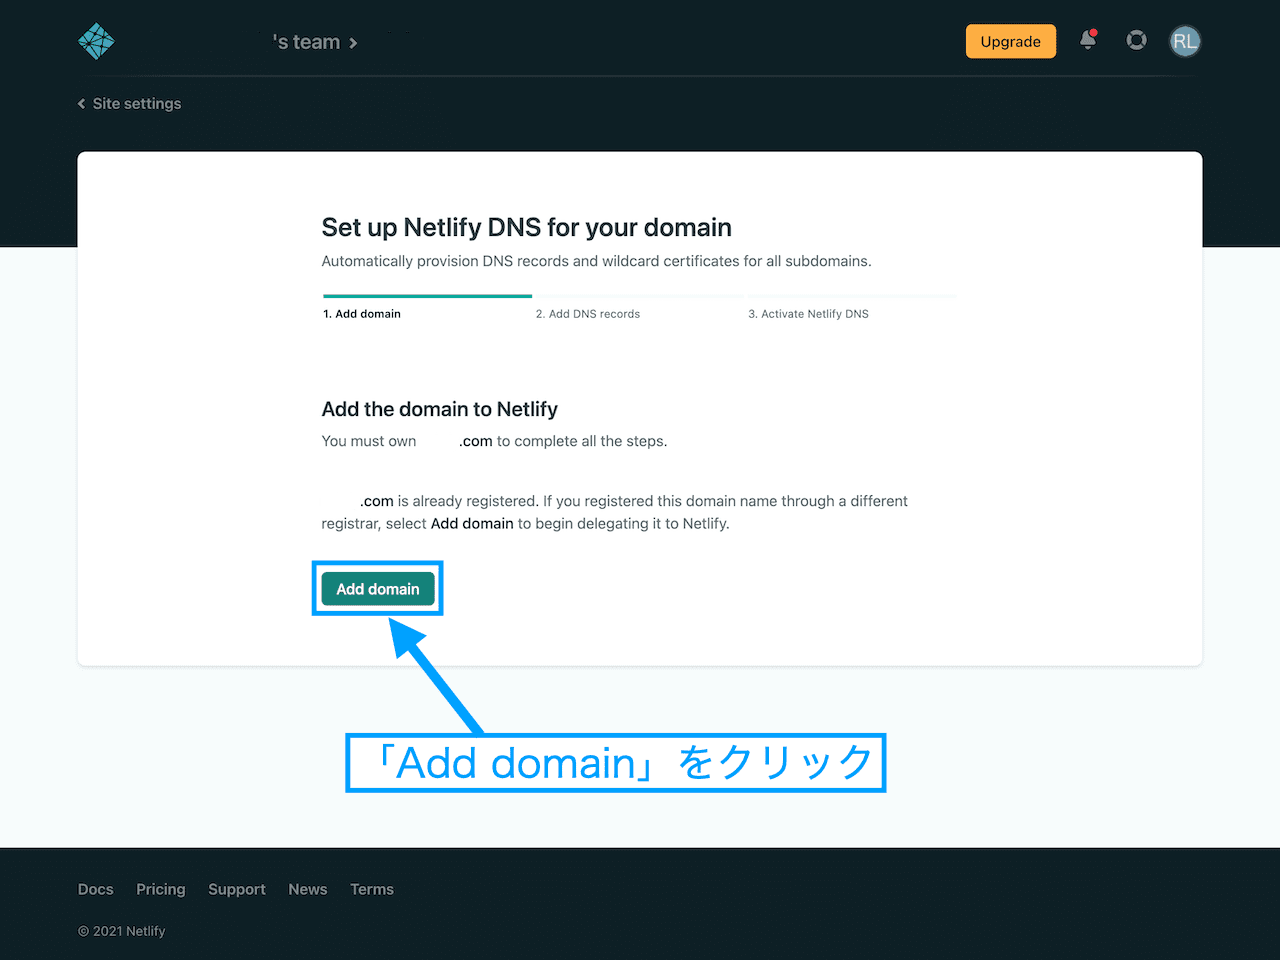 's team
Upgrade
RL
Site settings
Set up Netlify DNS for your domain
Automatically provision DNS records and wildcard certificates for all subdomains.
1. Add domain
2. Add DNS records
3. Activate Netlify DNS
Add the domain to Netlify
You must own .com to complete all the steps.
.com is already registered. If you registered this domain name through a different
registrar, select Add domain to begin delegating it to Netlify.
Add domain
「Add domain」をクリック
Docs Pricing Support News Terms
© 2021 Netlify